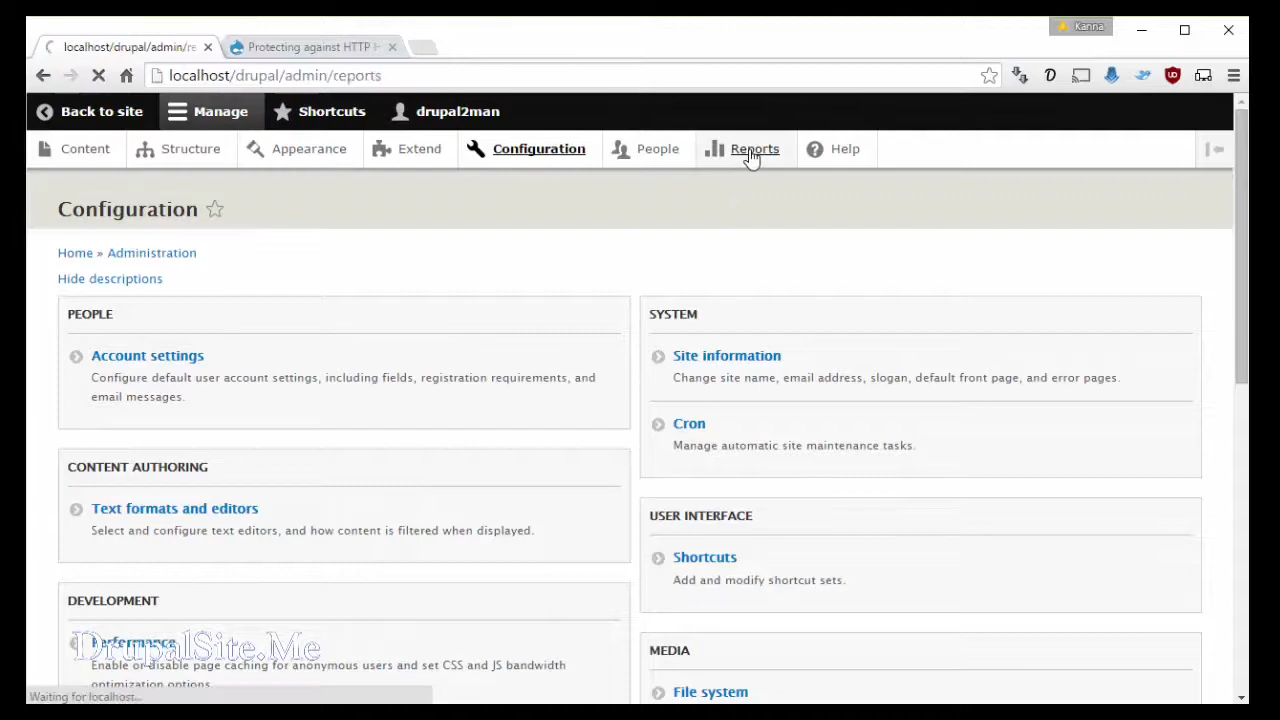 Kanna
localhost/drupal/admin/re
Protecting against HTTP
localhost/drupal/admin/reports
Back to site
Manage
Shortcuts
drupal2man
Content
Structure
Appearance
Extend
Configuration
People
Reports
Help
Configuration
Home » Administration
Hide descriptions
PEOPLE
Account settings
Configure default user account settings, including fields, registration requirements, and
email messages.
CONTENT AUTHORING
Text formats and editors
Select and configure text editors, and how content is filtered when displayed.
DEVELOPMENT
Performance
Enable or disable page caching for anonymous users and set CSS and JS bandwidth
optimization options.
SYSTEM
Site information
Change site name, email address, slogan, default front page, and error pages.
Cron
Manage automatic site maintenance tasks.
USER INTERFACE
Shortcuts
Add and modify shortcut sets.
MEDIA
File system
DrupalSite.Me
Waiting for localhost...